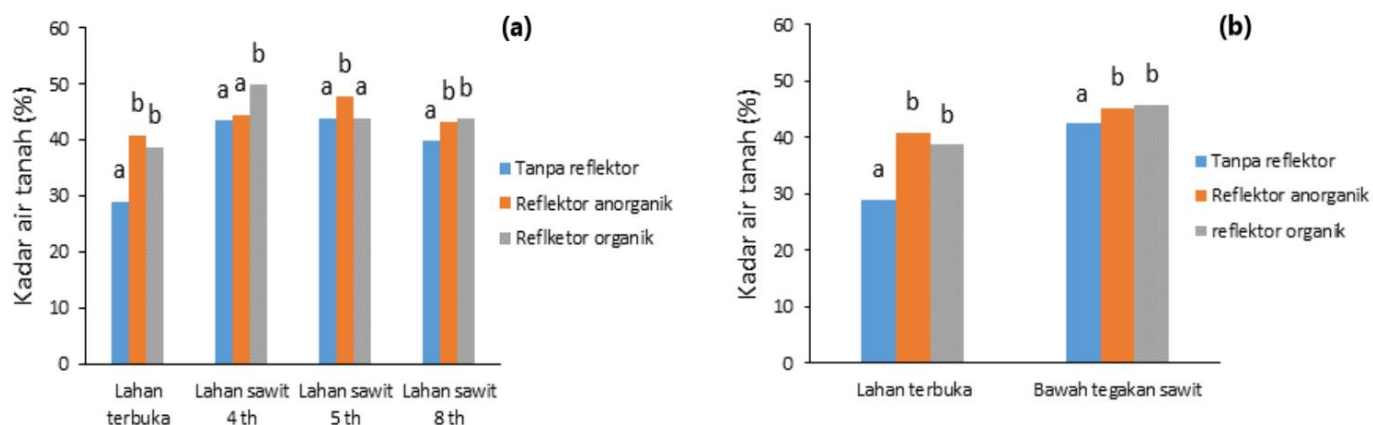 (a)
Kadar air tanah (%)
60
50
40
30
20
10
0
a b b
a a b
a b a
a b b
Lahan terbuka
Lahan sawit 4 th
Lahan sawit 5 th
Lahan sawit 8 th
Tanpa reflektor
Reflektor anorganik
Reflketor organik
(b)
Kadar air tanah (%)
60
50
40
30
20
10
0
a b b
a b b
Lahan terbuka
Bawah tegakan sawit
Tanpa reflektor
Reflektor anorganik
reflektor organik